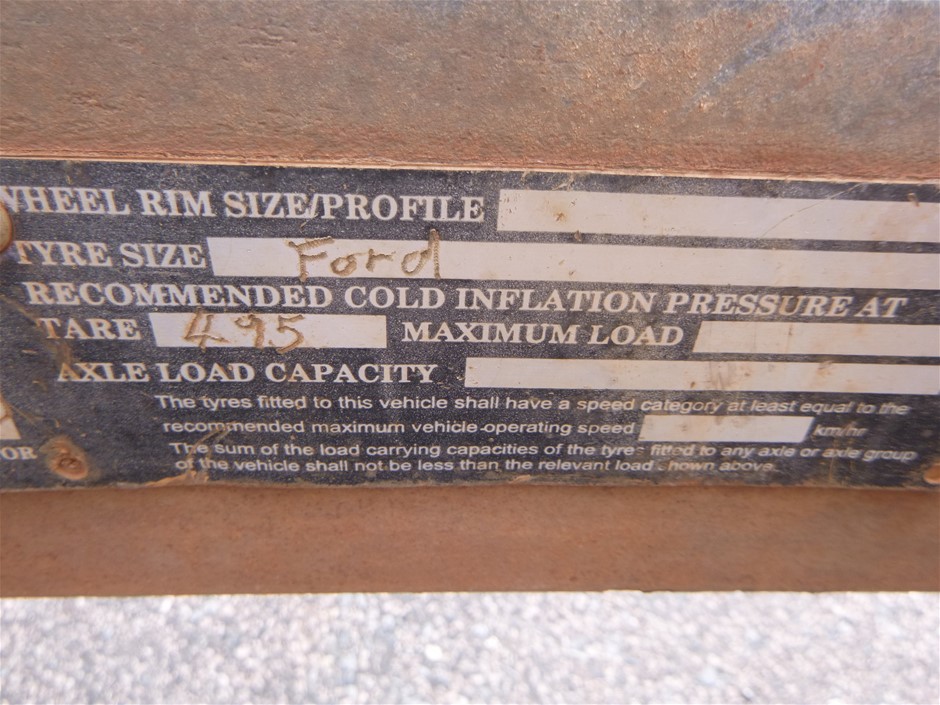 WHEEL RIM SIZE/PROFILE
TYRE SIZE Ford
RECOMMENDED COLD INFLATION PRESSURE AT
TARE 495 MAXIMUM LOAD
AXLE LOAD CAPACITY
The tyres fitted to this vehicle shall have a speed category at least equal to the
recommended maximum vehicle operating speed km/hr
OR The sum of the load carrying capacities of the tyres fitted to any axle or axle group
of the vehicle shall not be less than the relevant load shown above.